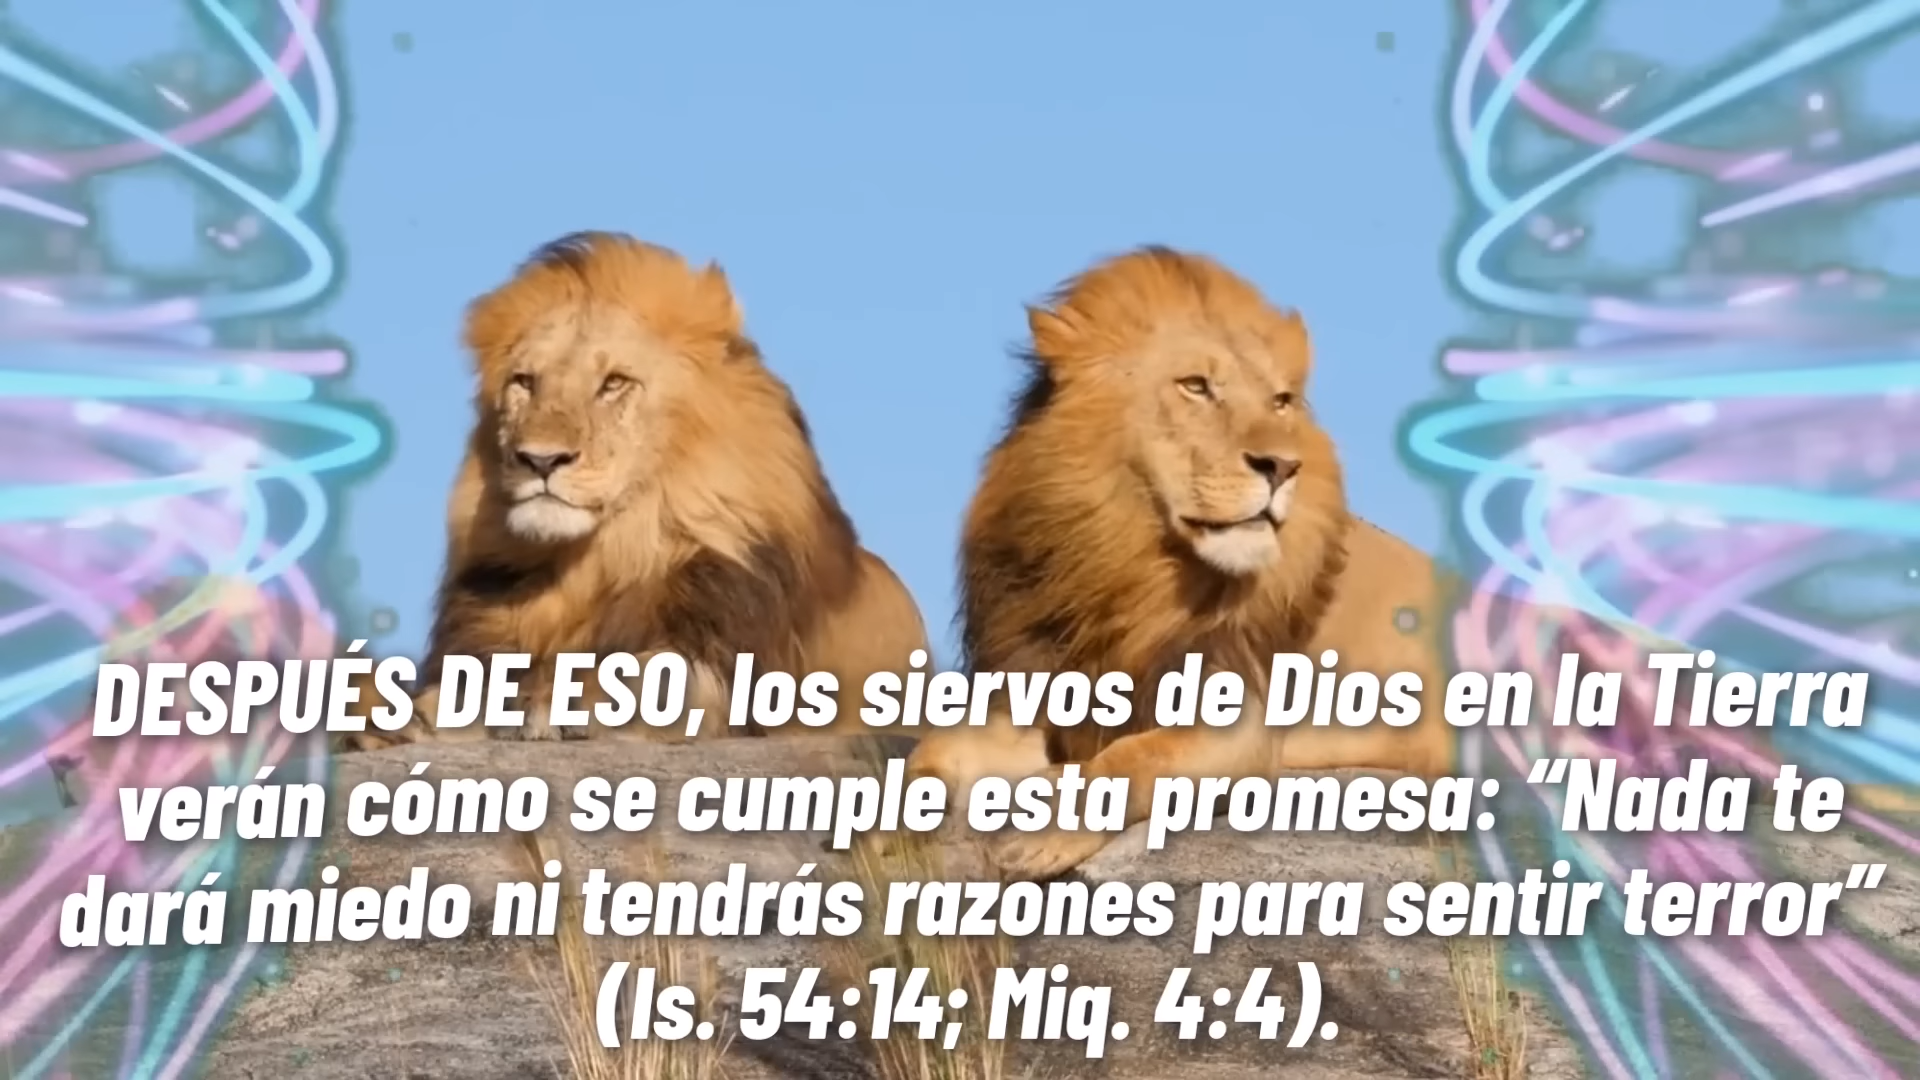 DESPUÉS DE ESO, los siervos de Dios en la Tierra
verán cómo se cumple esta promesa: “Nada te
dará miedo ni tendrás razones para sentir terror”
(Is. 54:14; Miq. 4:4).